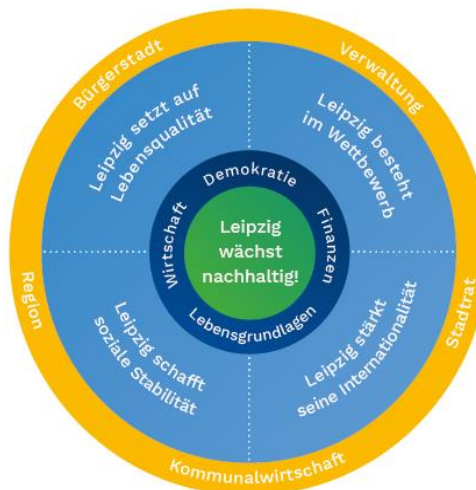 Bürgerstadt
Verwaltung
Leipzig setzt auf
Lebensqualität
Leipzig besteht
im Wettbewerb
Demokratie
Wirtschaft
Finanzen
Leipzig
wächst
nachhaltig!
Lebensgrundlagen
Region
Stadtrat
Leipzig schafft
soziale Stabilität
Leipzig stärkt
seine Internationalität
Kommunalwirtschaft